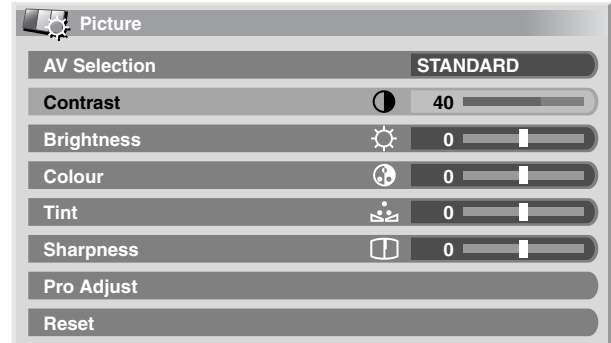 Picture
AV Selection STANDARD
Contrast 40
Brightness 0
Colour 0
Tint 0
Sharpness 0
Pro Adjust
Reset